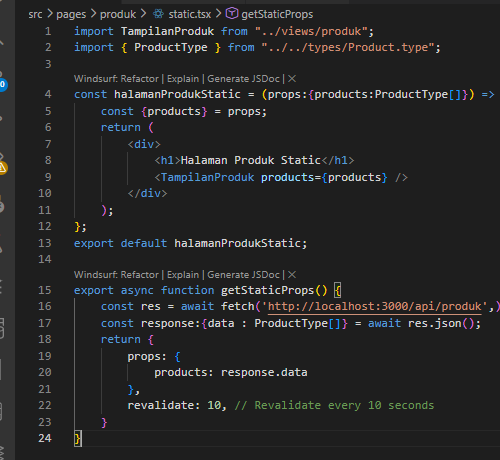 src > pages > produk > static.tsx > getStaticProps
1 import TampilanProduk from "../views/produk";
2 import { ProductType } from "../../types/Product.type";
3
Windsurf: Refactor | Explain | Generate JSDoc | X
4 const halamanProdukStatic = (props:{products:ProductType[]}) =>
5 const {products} = props;
6 return (
7 <div>
8 <h1>Halaman Produk Static</h1>
9 <TampilanProduk products={products} />
10 </div>
11 );
12 };
13 export default halamanProdukStatic;
14
Windsurf: Refactor | Explain | Generate JSDoc | X
15 export async function getStaticProps() {
16 const res = await fetch('http://localhost:3000/api/produk',)
17 const response:{data : ProductType[]} = await res.json();
18 return {
19 props: {
20 products: response.data
21 },
22 revalidate: 10, // Revalidate every 10 seconds
23 }
24 }